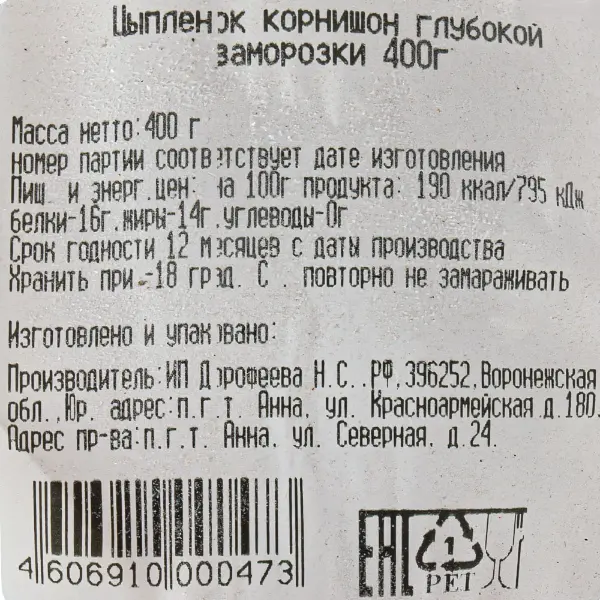 Цыпленок корнишон глубокой
заморозки 400г
Масса нетто:400 г
номер партии соответствует дате изготовления
Пищ и энерг.цен: на 100г продукта: 190 ккал/795 кДж
белки-16г.жиры-14г.углеводы-0г
Срок годности 12 месяцев с даты производства
Хранить при -18 град. С . повторно не замараживать
Изготовлено и упаковано:
Производитель:ИП Дорофеева Н.С..РФ,396252,Воронежская
обл.,Юр. адрес:п.г.т. Анна, ул. Красноармейская д.180.
Адрес пр-ва:п.г.т. Анна. ул. Северная, д.24.
4 606910 000473
EAC 1 PET